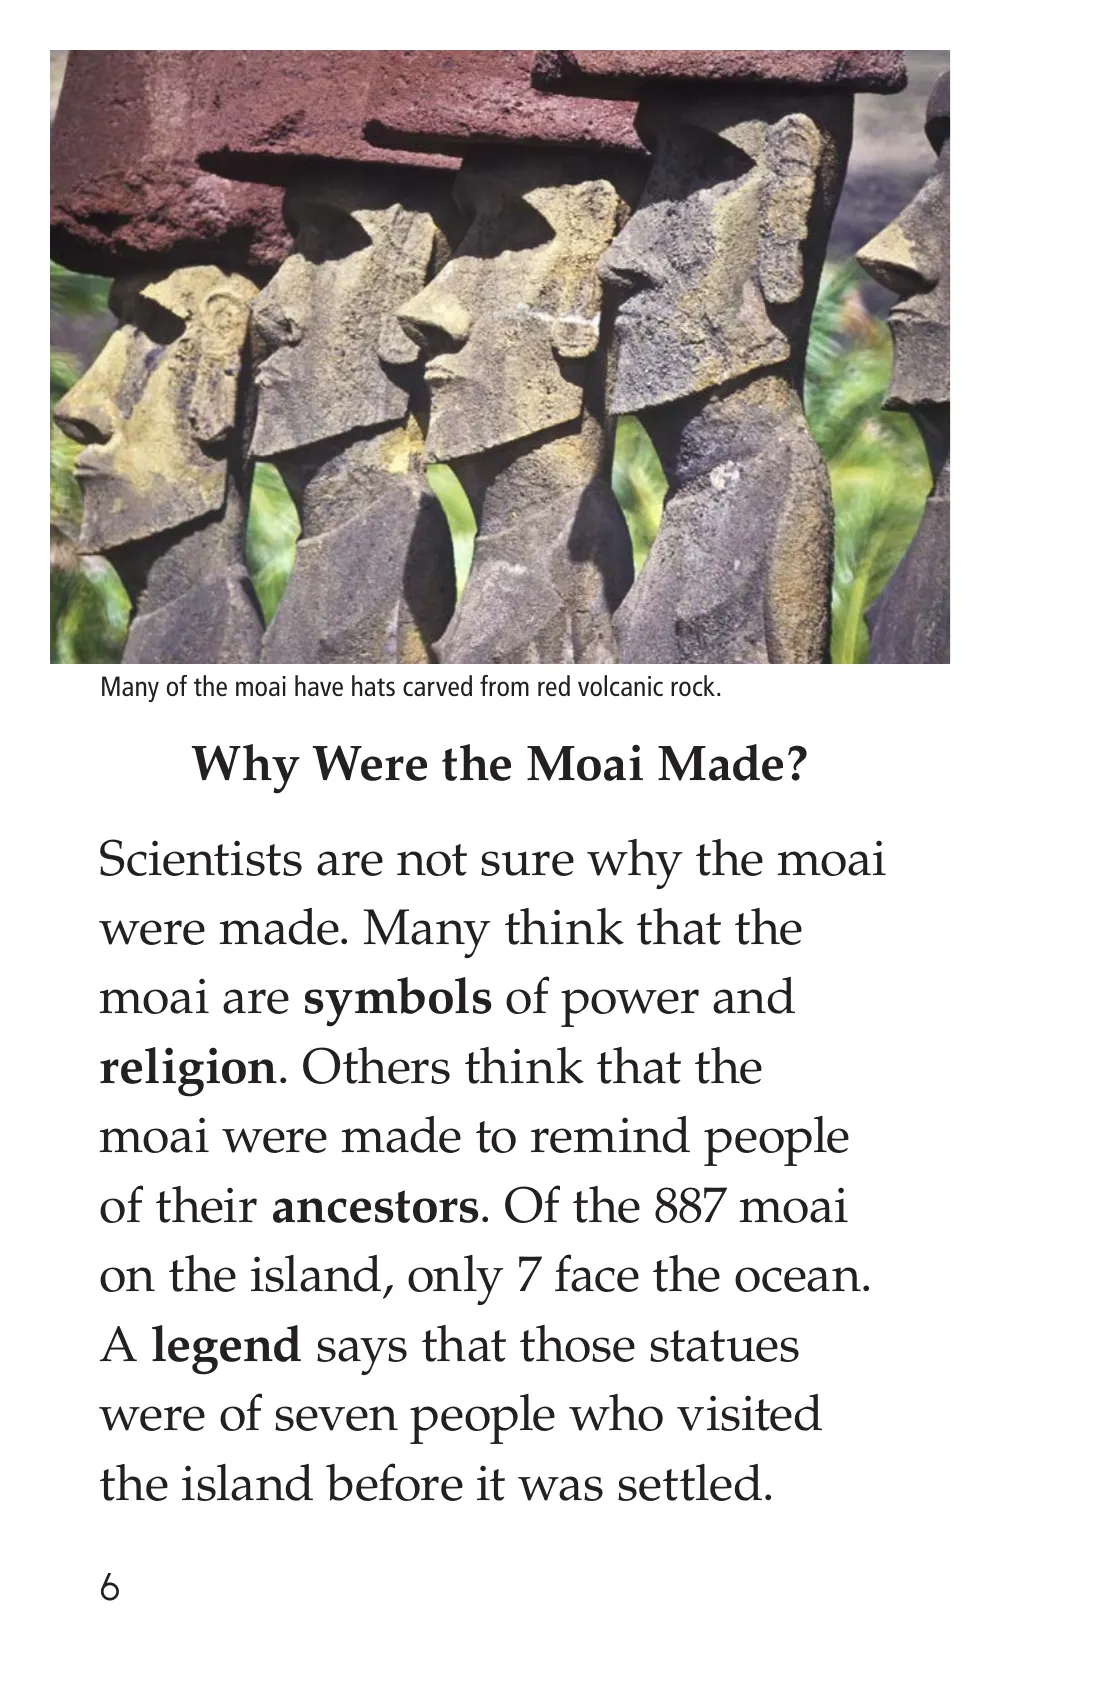 Many of the moai have hats carved from red volcanic rock.
Why Were the Moai Made?
Scientists are not sure why the moai
were made. Many think that the
moai are symbols of power and
religion. Others think that the
moai were made to remind people
of their ancestors. Of the 887 moai
on the island, only 7 face the ocean.
A legend says that those statues
were of seven people who visited
the island before it was settled.
6